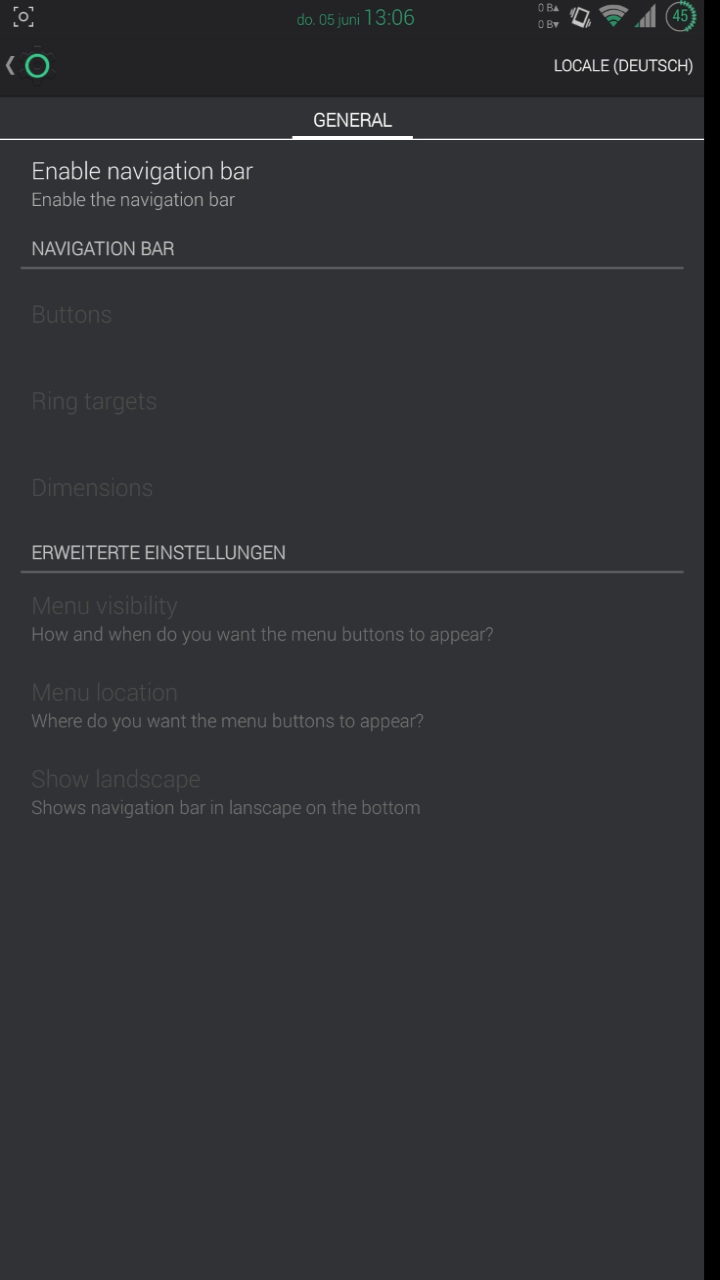 do. 05 juni 13:06
0 B▲
0 B▼
45
LOCALE (DEUTSCH)
GENERAL
Enable navigation bar
Enable the navigation bar
NAVIGATION BAR
Buttons
Ring targets
Dimensions
ERWEITERTE EINSTELLUNGEN
Menu visibility
How and when do you want the menu buttons to appear?
Menu location
Where do you want the menu buttons to appear?
Show landscape
Shows navigation bar in lanscape on the bottom